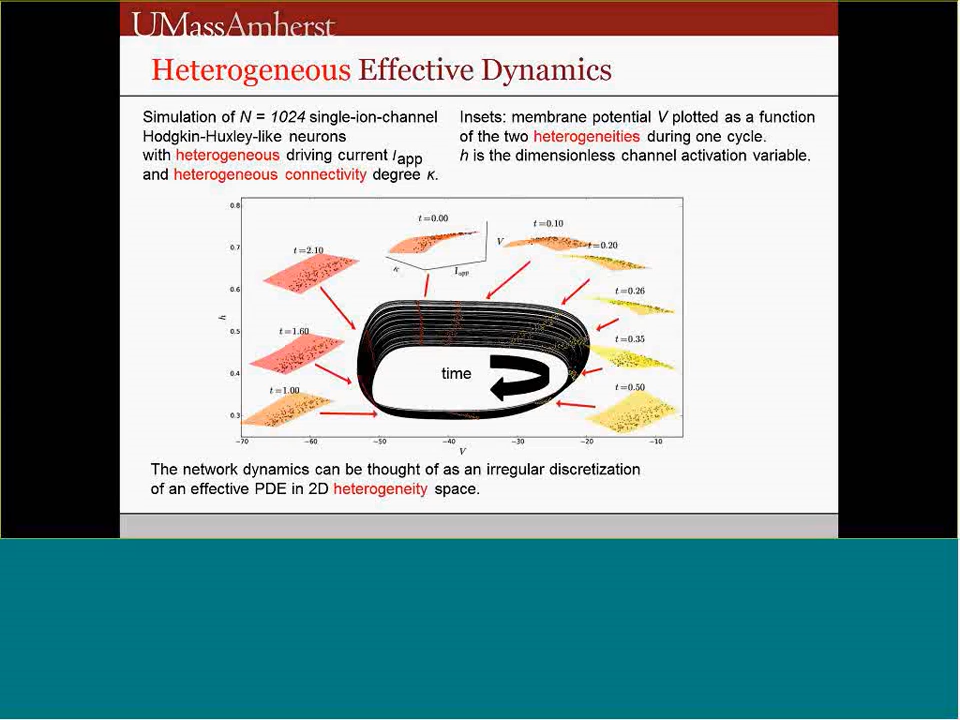 UMassAmherst
Heterogeneous Effective Dynamics
Simulation of N = 1024 single-ion-channel
Hodgkin-Huxley-like neurons
with heterogeneous driving current Iapp
and heterogeneous connectivity degree κ.
Insets: membrane potential V plotted as a function
of the two heterogeneities during one cycle.
h is the dimensionless channel activation variable.
0.8
0.7
0.6
0.5
0.4
0.3
h
t=0.00
t=0.10
t=0.20
t=0.26
t=0.35
t=0.50
t=1.00
t=1.60
t=2.10
V
κ
Iapp
time
−70
−60
−50
−40
−30
−20
−10
V
The network dynamics can be thought of as an irregular discretization
of an effective PDE in 2D heterogeneity space.